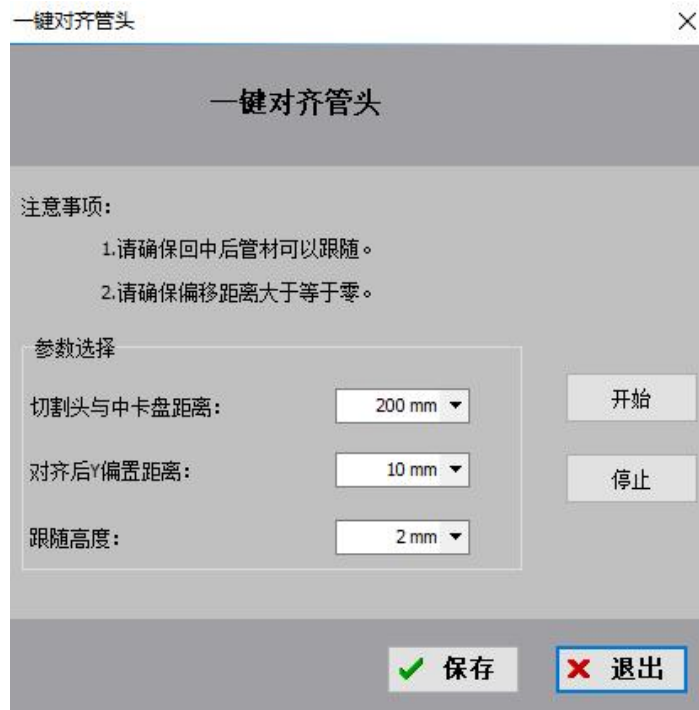 一键对齐管头
一键对齐管头
注意事项：
1.请确保回中后管材可以跟随。
2.请确保偏移距离大于等于零。
参数选择
切割头与中卡盘距离： 200 mm
开始
对齐后Y偏置距离： 10 mm
停止
跟随高度： 2 mm
保存 退出